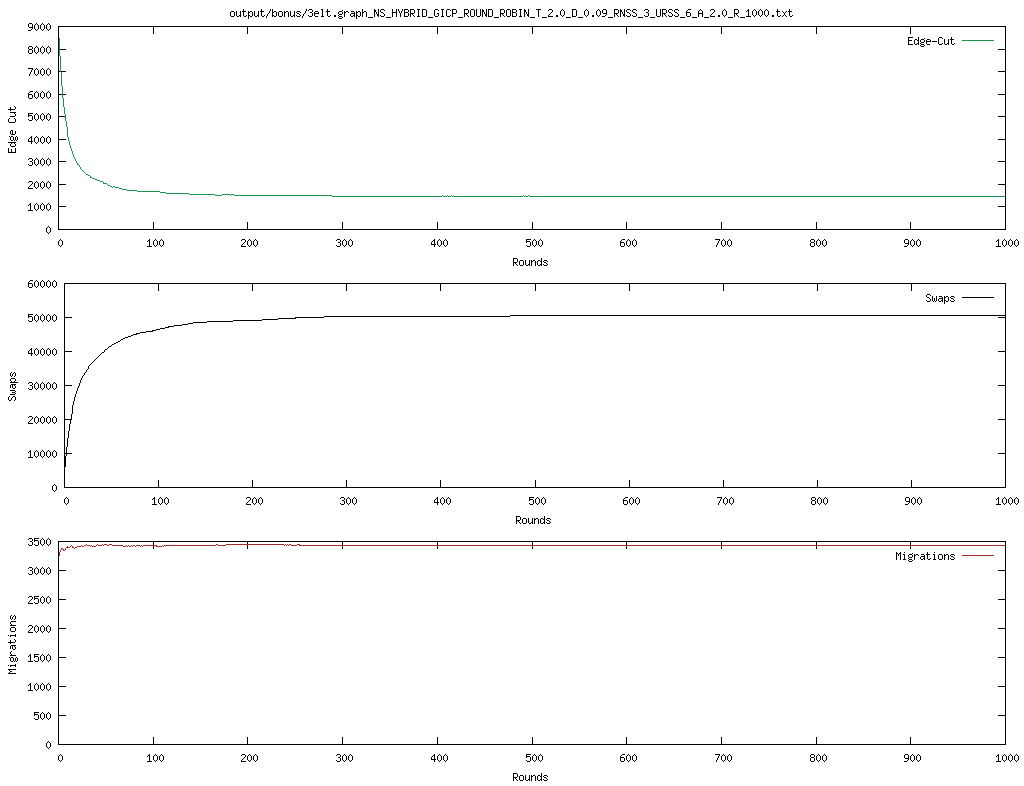 output/bonus/3elt.graph_NS_HYBRID_GICP_ROUND_ROBIN_T_2.0_D_0.09_RNSS_3_URSS_6_A_2.0_R_1000.txt
Edge Cut
9000
8000
7000
6000
5000
4000
3000
2000
1000
0
Edge-Cut
0 100 200 300 400 500 600 700 800 900 1000
Rounds
Swaps
60000
50000
40000
30000
20000
10000
0
Swaps
0 100 200 300 400 500 600 700 800 900 1000
Rounds
Migrations
3500
3000
2500
2000
1500
1000
500
0
Migrations
0 100 200 300 400 500 600 700 800 900 1000
Rounds